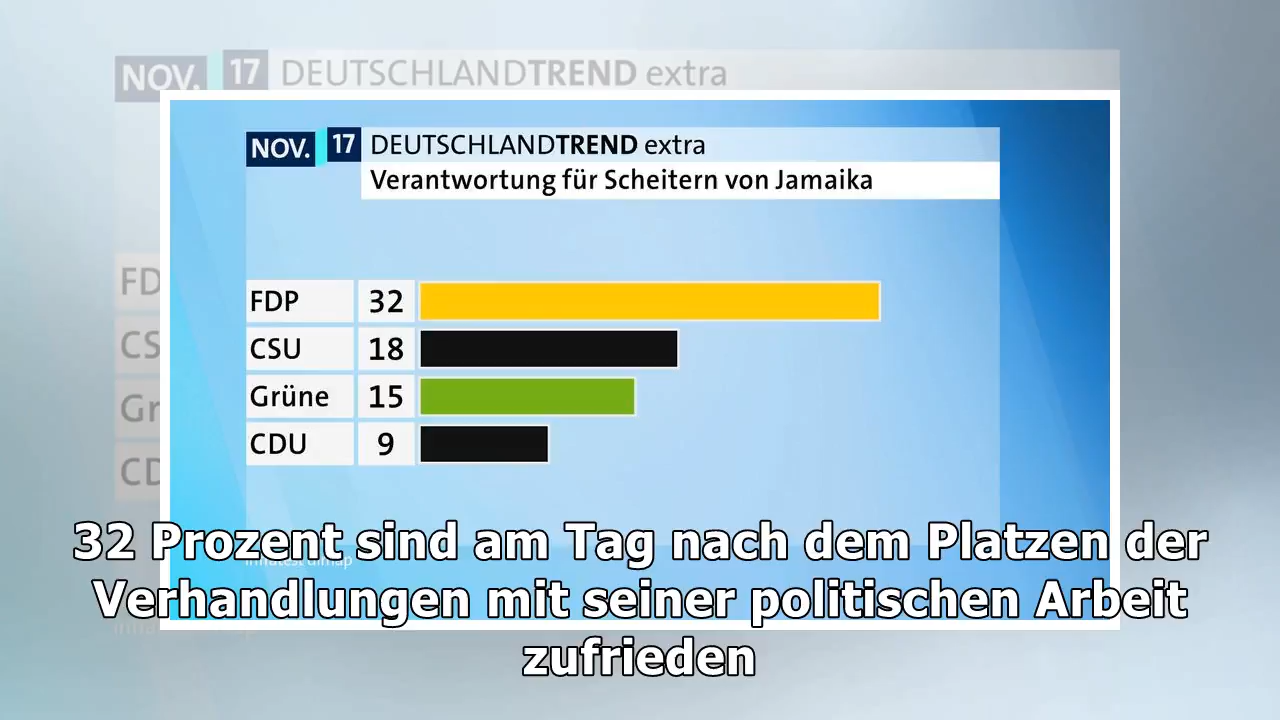 NOV. 17 DEUTSCHLANDTREND extra
NOV. 17 DEUTSCHLANDTREND extra
Verantwortung für Scheitern von Jamaika
FDP 32
CSU 18
Grüne 15
CDU 9
32 Prozent sind am Tag nach dem Platzen der
Verhandlungen mit seiner politischen Arbeit
zufrieden